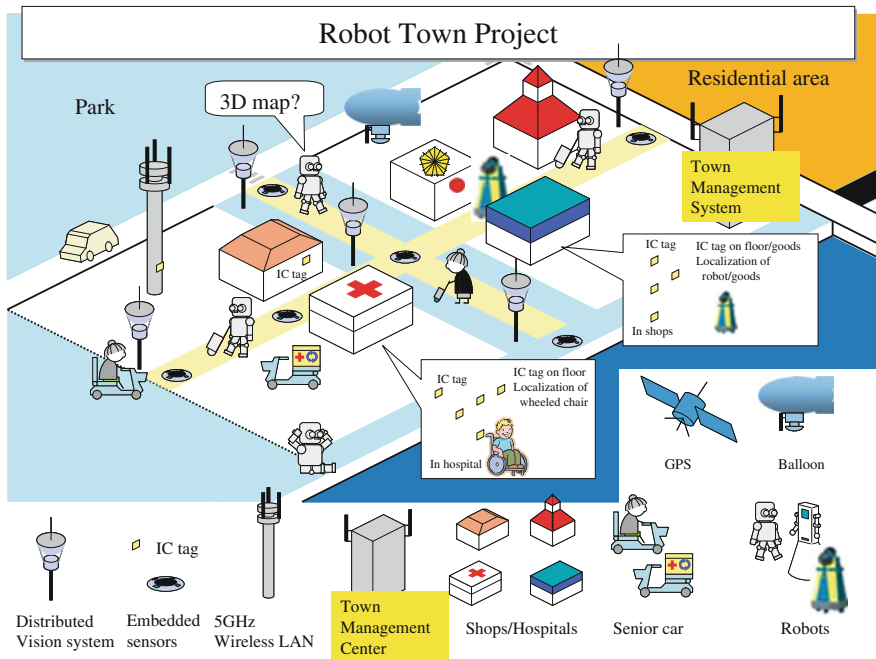 Robot Town Project
Residential area
Park
3D map?
Town
Management
System
IC tag
IC tag
IC tag on floor/goods
Localization of
robot/goods
In shops
IC tag
IC tag on floor
Localization of
wheeled chair
In hospital
GPS
Balloon
IC tag
Distributed
Vision system
Embedded
sensors
5GHz
Wireless LAN
Town
Management
Center
Shops/Hospitals
Senior car
Robots